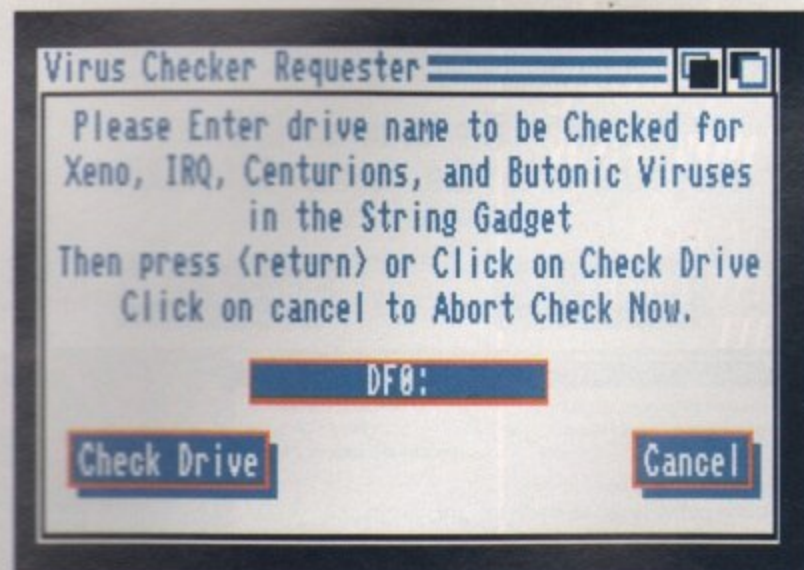 Virus Checker Requester
Please Enter drive name to be Checked for
Xeno, IRQ, Centurions, and Butonic Viruses
in the String Gadget
Then press <return> or Click on Check Drive
Click on cancel to Abort Check Now.
DF0:
Check Drive
Cancel